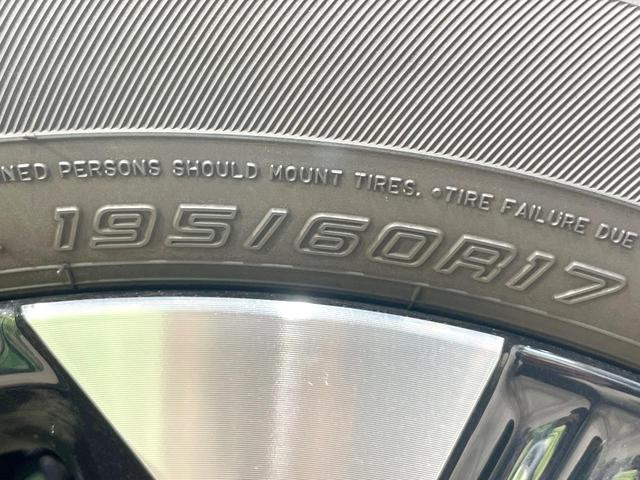 NED PERSONS SHOULD MOUNT TIRES. •TIRE FAILURE DUE
195/60R17